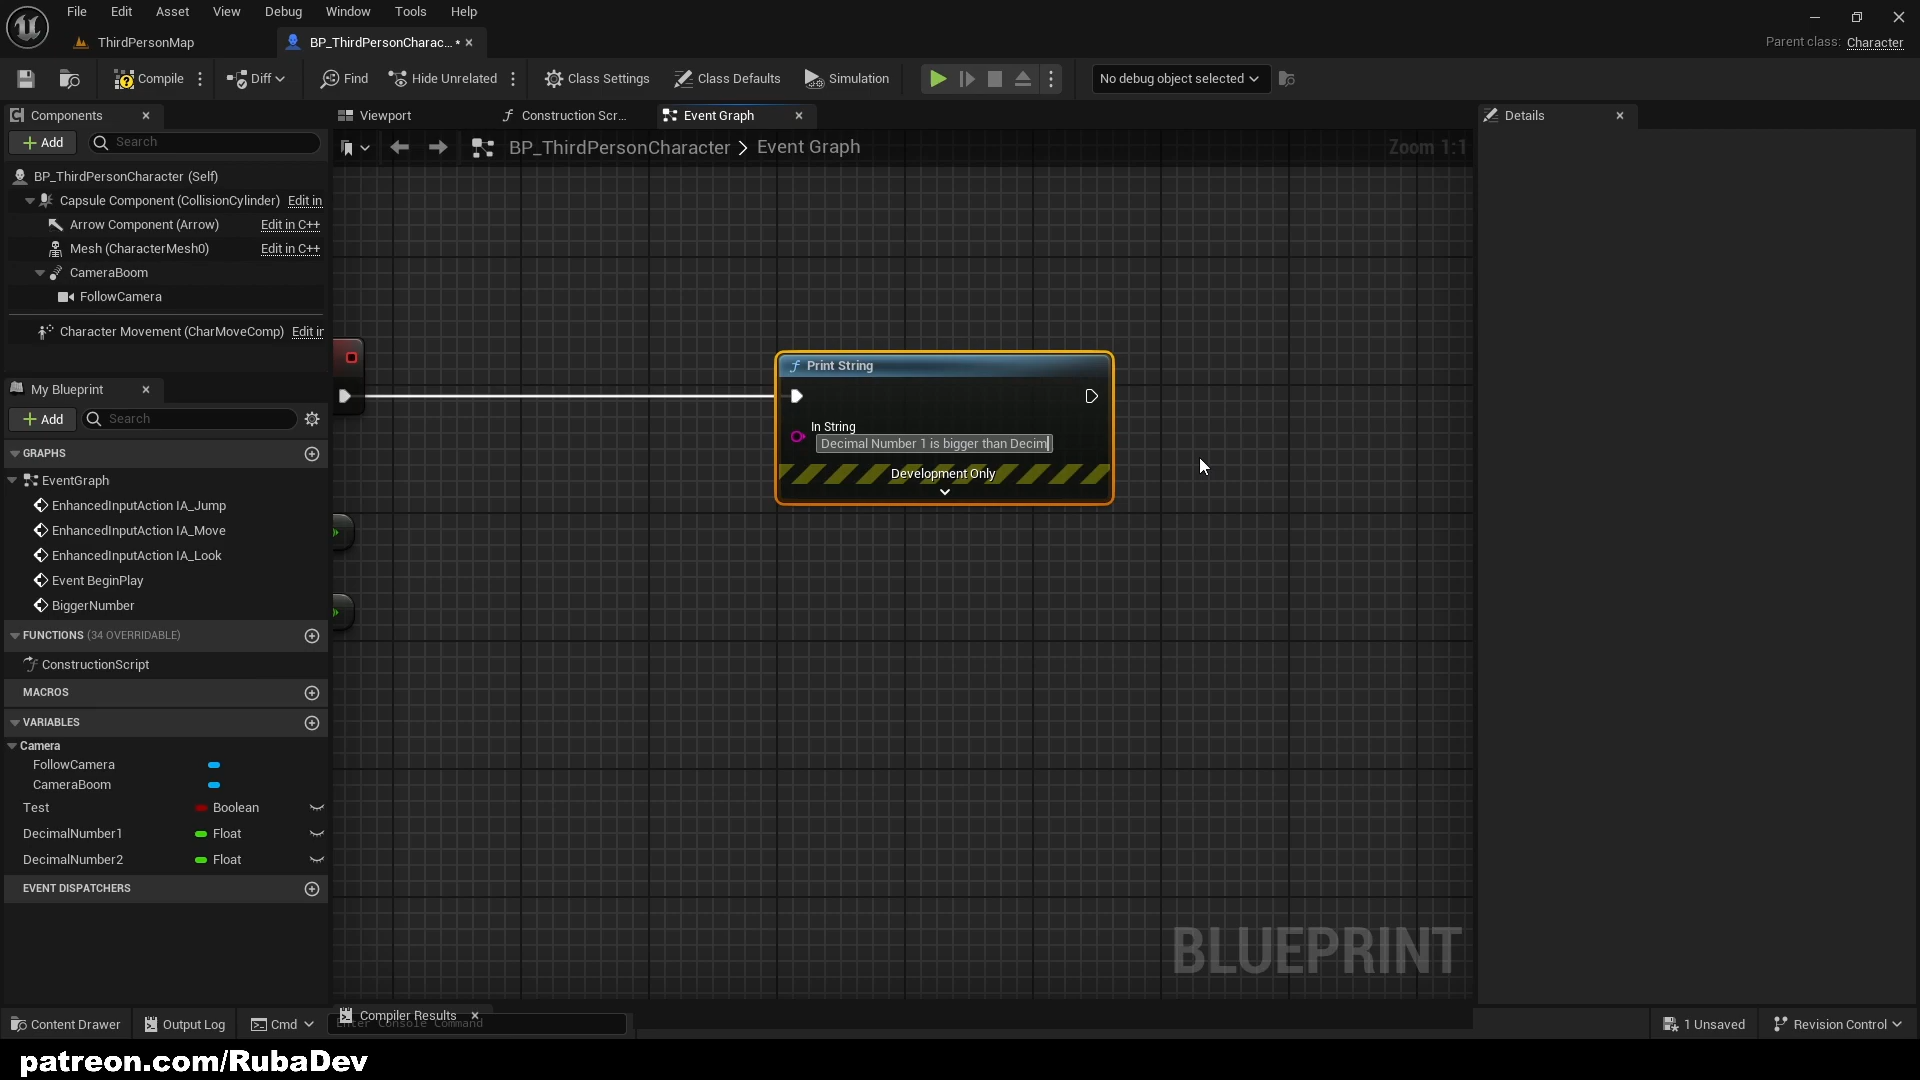 File Edit Asset View Debug Window Tools Help
ThirdPersonMap
BP_ThirdPersonCharac... •
Parent class: Character
Compile
Diff
Find
Hide Unrelated
Class Settings
Class Defaults
Simulation
No debug object selected
Components
Viewport
Construction Scr...
Event Graph
Details
Add
Search
BP_ThirdPersonCharacter > Event Graph
Zoom 1:1
BP_ThirdPersonCharacter (Self)
Capsule Component (CollisionCylinder) Edit in
Arrow Component (Arrow) Edit in C++
Mesh (CharacterMesh0) Edit in C++
CameraBoom
FollowCamera
Character Movement (CharMoveComp) Edit in
My Blueprint
Add
Search
GRAPHS
EventGraph
EnhancedInputAction IA_Jump
EnhancedInputAction IA_Move
EnhancedInputAction IA_Look
Event BeginPlay
BiggerNumber
FUNCTIONS (34 OVERRIDABLE)
ConstructionScript
MACROS
VARIABLES
Camera
FollowCamera
CameraBoom
Test Boolean
DecimalNumber1 Float
DecimalNumber2 Float
EVENT DISPATCHERS
f Print String
In String
Decimal Number 1 is bigger than Decim
Development Only
BLUEPRINT
Compiler Results
Content Drawer
Output Log
Cmd
Enter Console Command
1 Unsaved
Revision Control
patreon.com/RubaDev